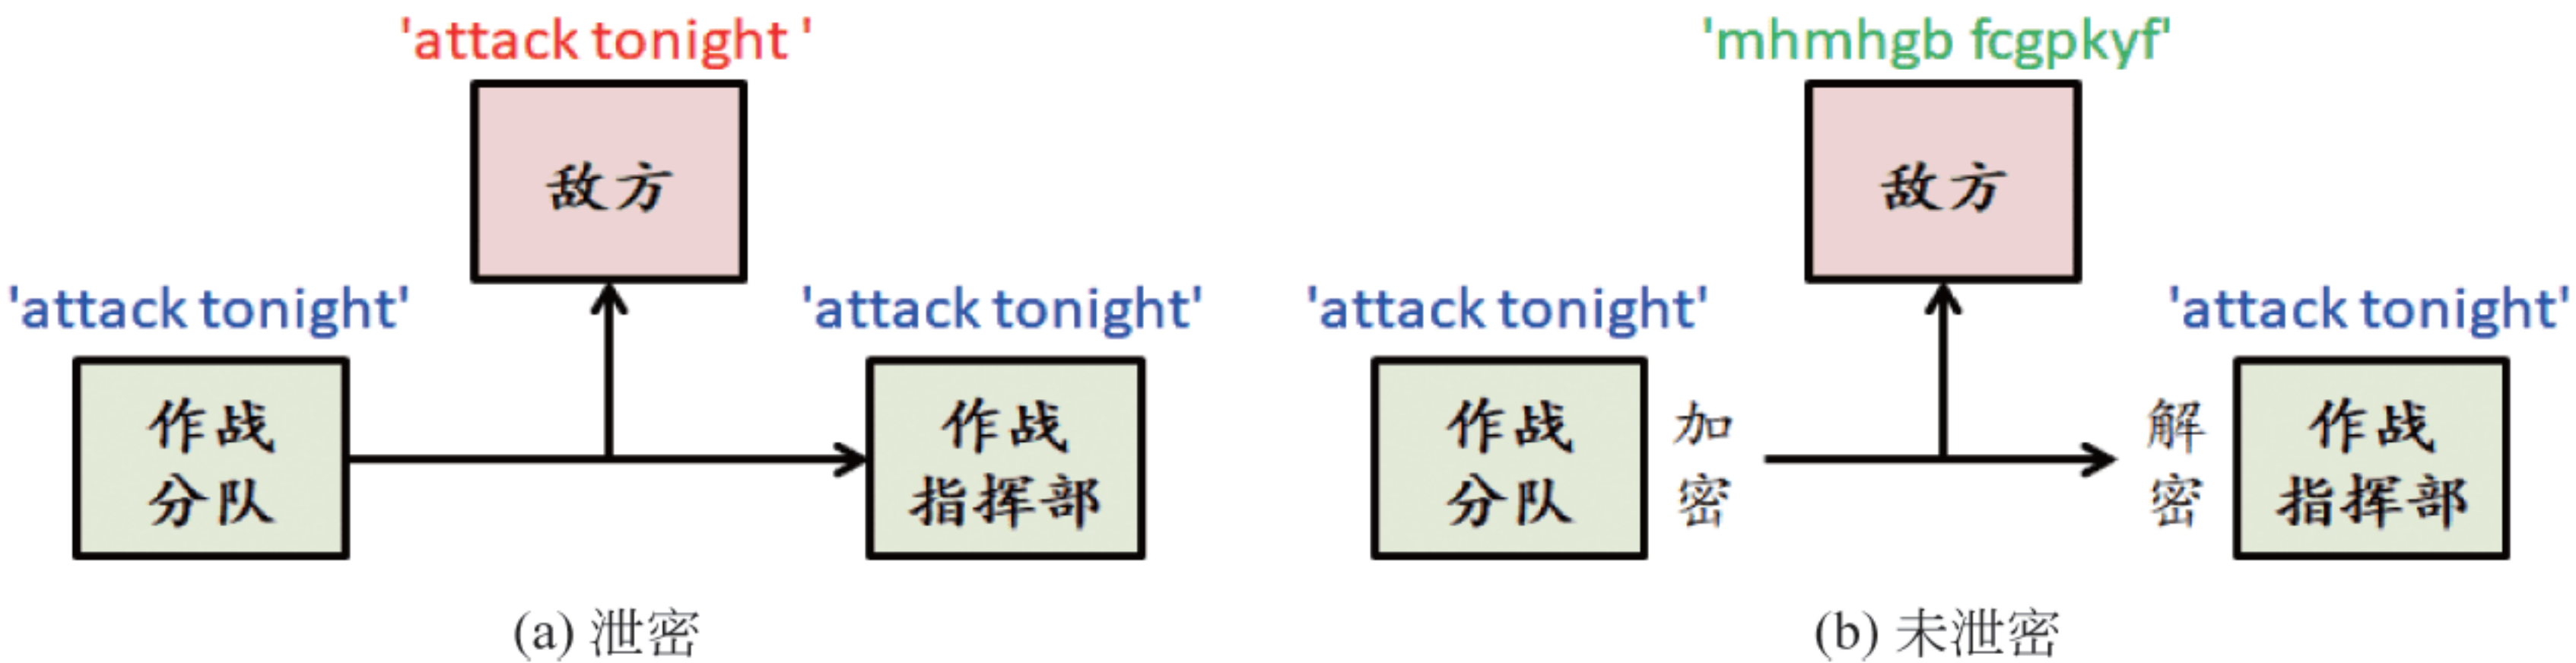 'attack tonight '
敌方
'attack tonight'
'attack tonight'
作战
分队
作战
指挥部
(a) 泄密
'mhmhgb fcgpkyf'
敌方
'attack tonight'
'attack tonight'
作战
分队
加
密
解
密
作战
指挥部
(b) 未泄密